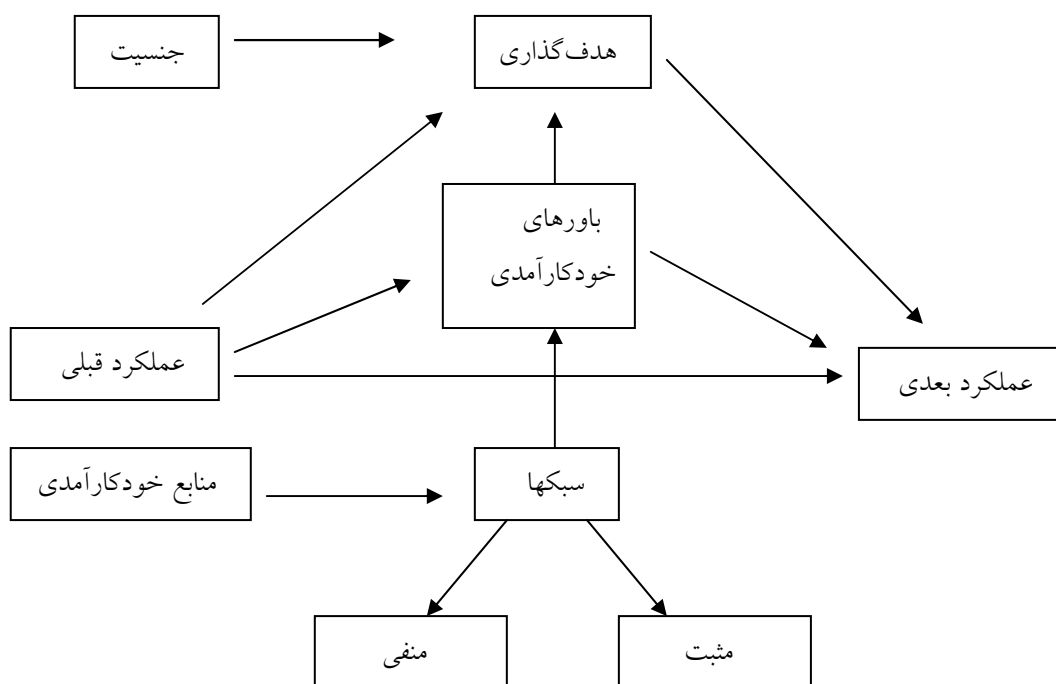 جنسیت
هدف‌گذاری
باورهای
خودکارآمدی
عملکرد قبلی
عملکرد بعدی
منابع خودکارآمدی
سبکها
منفی
مثبت